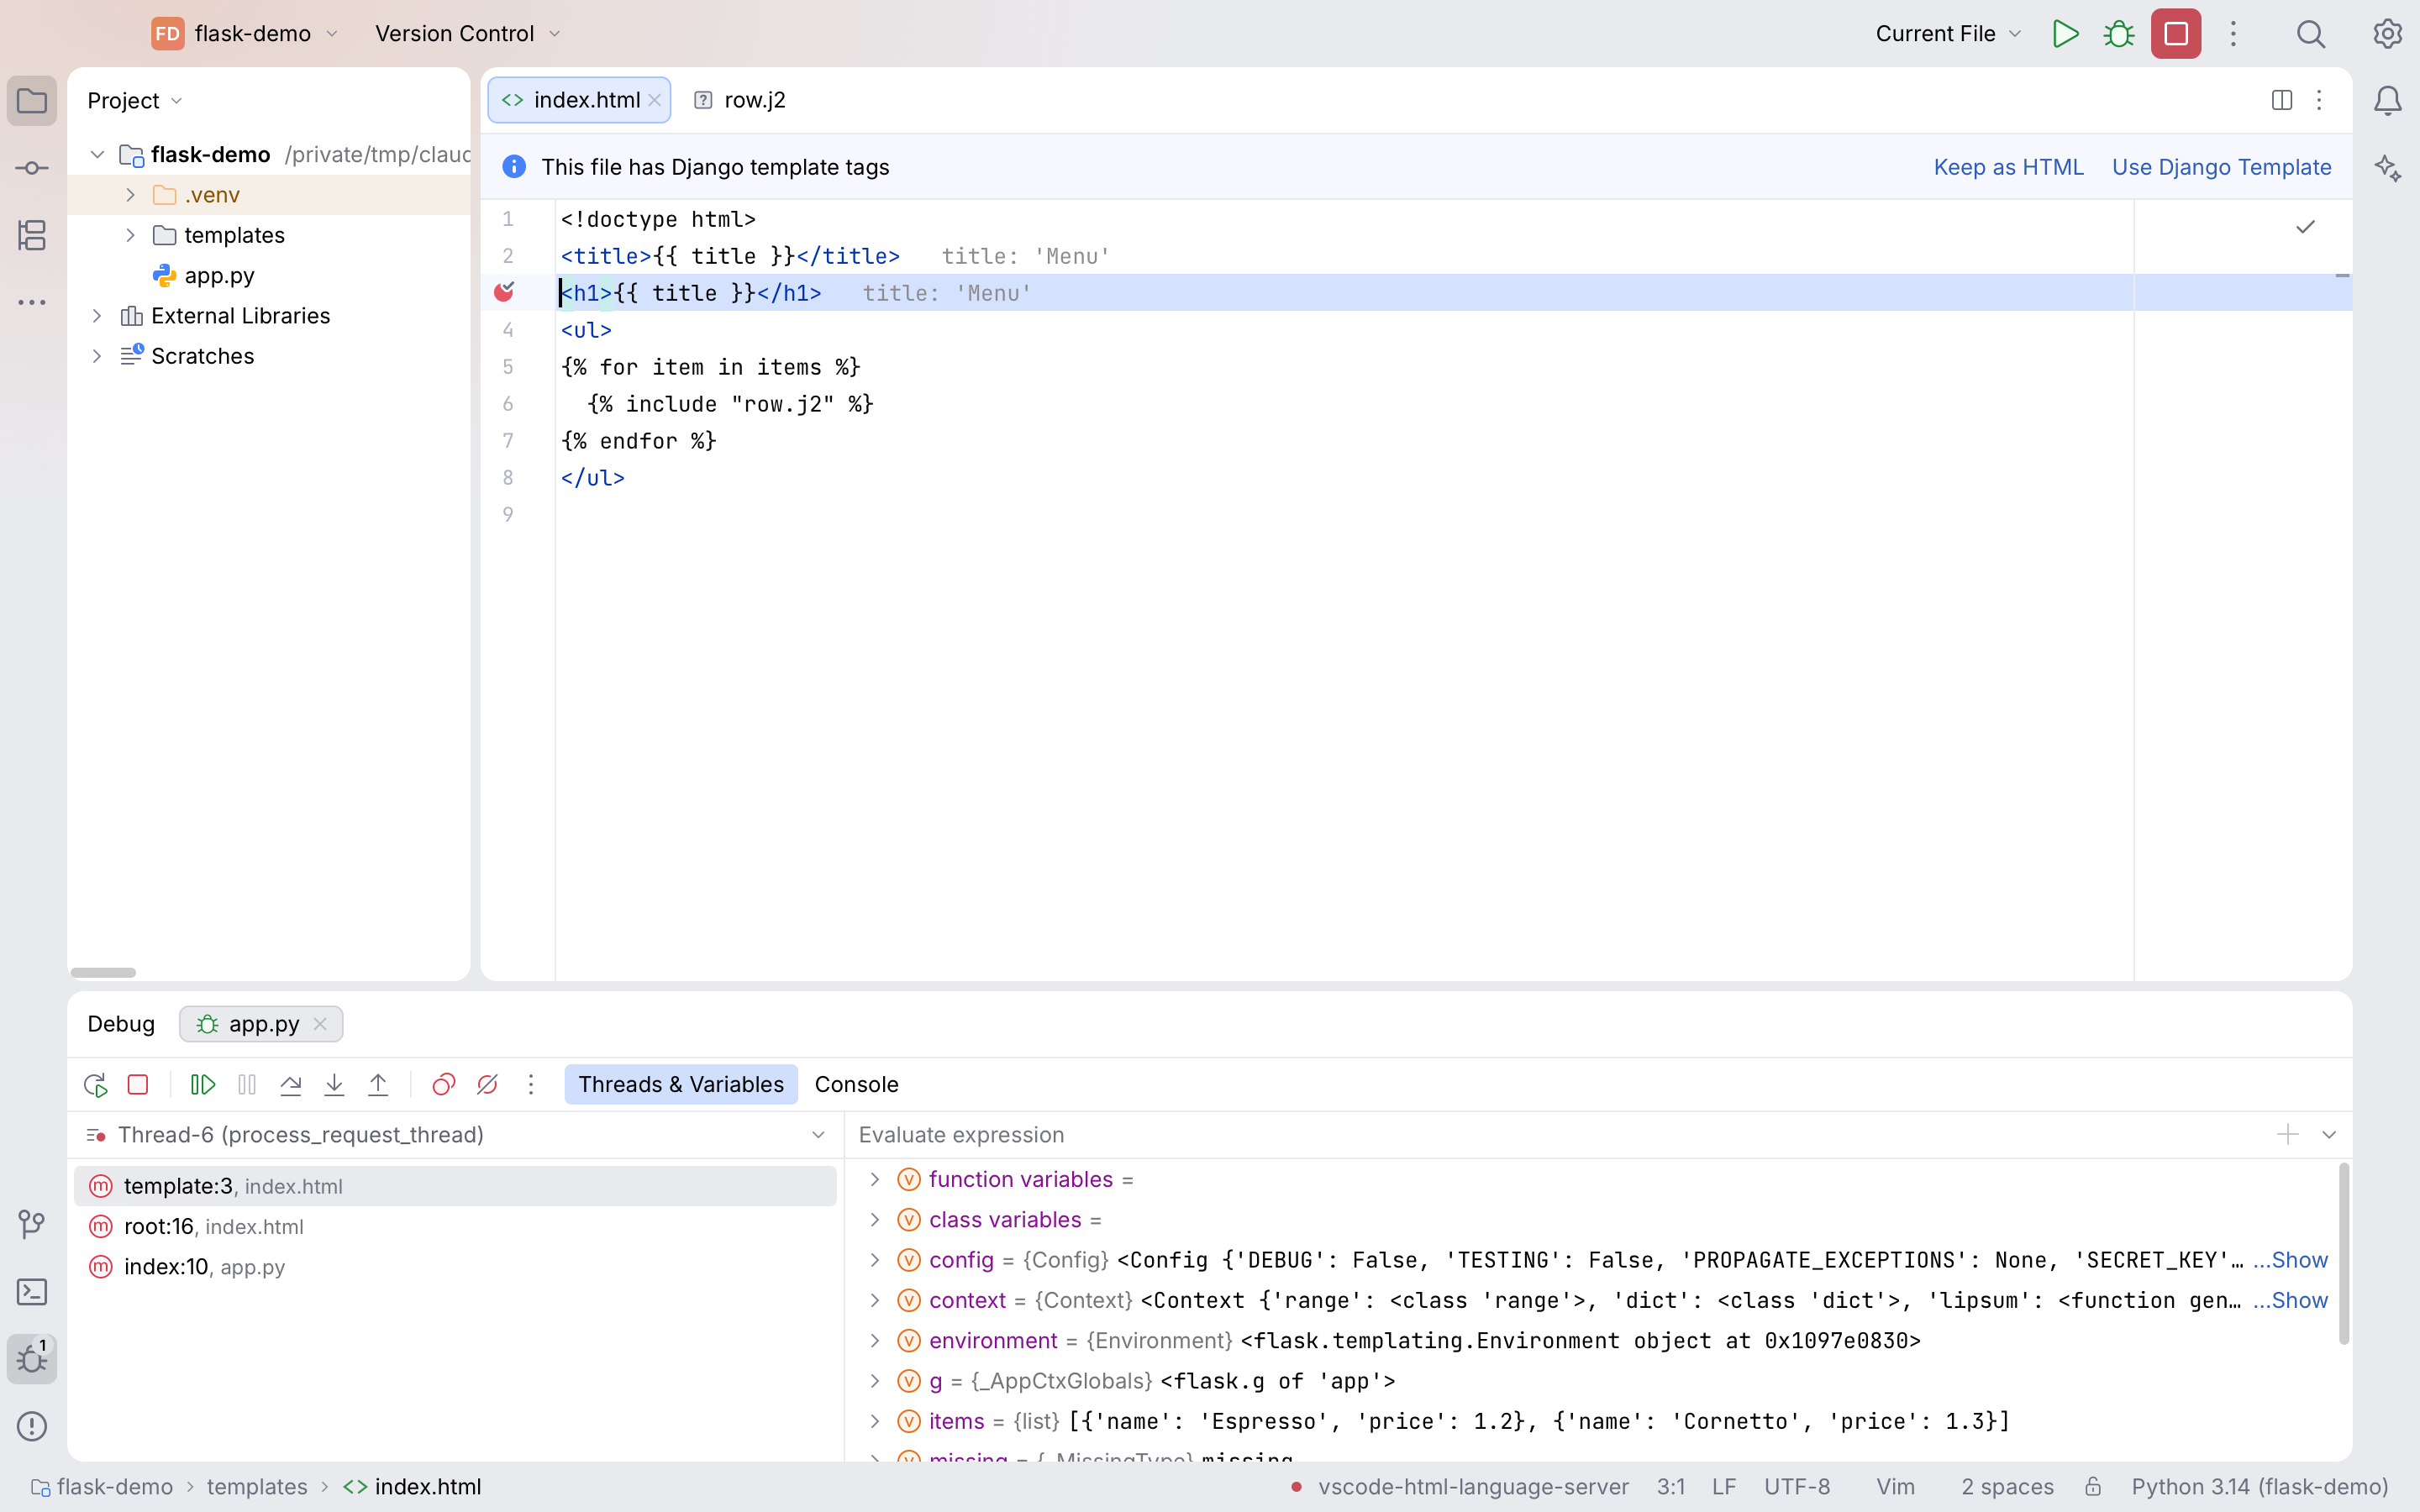 FD flask-demo Version Control Current File
Project
index.html row.j2
flask-demo /private/tmp/clauc
This file has Django template tags Keep as HTML Use Django Template
.venv
templates
app.py
External Libraries
Scratches
1 <!doctype html>
2 <title>{{ title }}</title> title: 'Menu'
<h1>{{ title }}</h1> title: 'Menu'
4 <ul>
5 {% for item in items %}
6 {% include "row.j2" %}
7 {% endfor %}
8 </ul>
9
Debug app.py
Threads & Variables Console
Thread-6 (process_request_thread) Evaluate expression
template:3, index.html
root:16, index.html
index:10, app.py
function variables =
class variables =
config = {Config} <Config {'DEBUG': False, 'TESTING': False, 'PROPAGATE_EXCEPTIONS': None, 'SECRET_KEY'… …Show
context = {Context} <Context {'range': <class 'range'>, 'dict': <class 'dict'>, 'lipsum': <function gen… …Show
environment = {Environment} <flask.templating.Environment object at 0x1097e0830>
g = {_AppCtxGlobals} <flask.g of 'app'>
items = {list} [{'name': 'Espresso', 'price': 1.2}, {'name': 'Cornetto', 'price': 1.3}]
missing = {_MissingType} missing
1
flask-demo templates index.html vscode-html-language-server 3:1 LF UTF-8 Vim 2 spaces Python 3.14 (flask-demo)